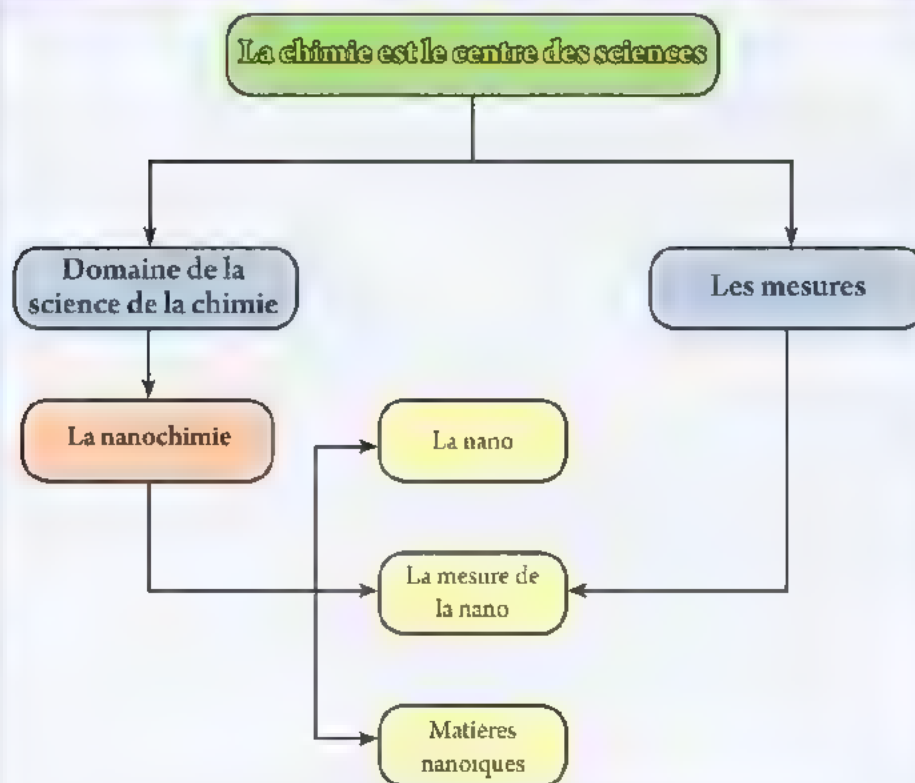 La chimie est le centre des sciences
Domaine de la
science de la chimie
Les mesures
La nanochimie
La nano
La mesure de
la nano
Matières
nanoïques